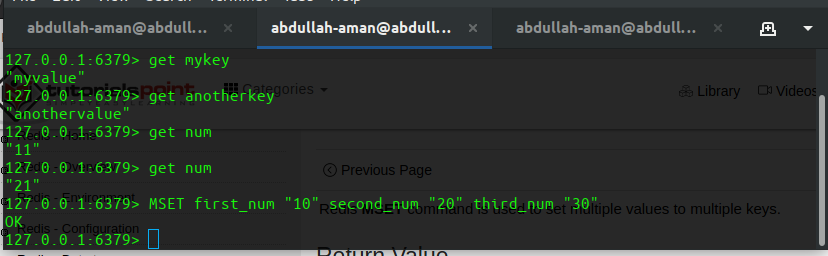 abdullah-aman@abdull... abdullah-aman@abdull... abdullah-aman@abdull...
127.0.0.1:6379> get mykey
"myvalue"
tutorialspoint Categories Library Videos
127.0.0.1:6379> get anotherkey
"anothervalue"
127.0.0.1:6379> get num
"11"
127.0.0.1:6379> get num
Previous Page
"21"
Redis - Environment
127.0.0.1:6379> MSET first_num "10" second_num "20" third_num "30"
Redis MSET command is used to set multiple values to multiple keys.
OK
Redis - Configuration
127.0.0.1:6379>
Return Value